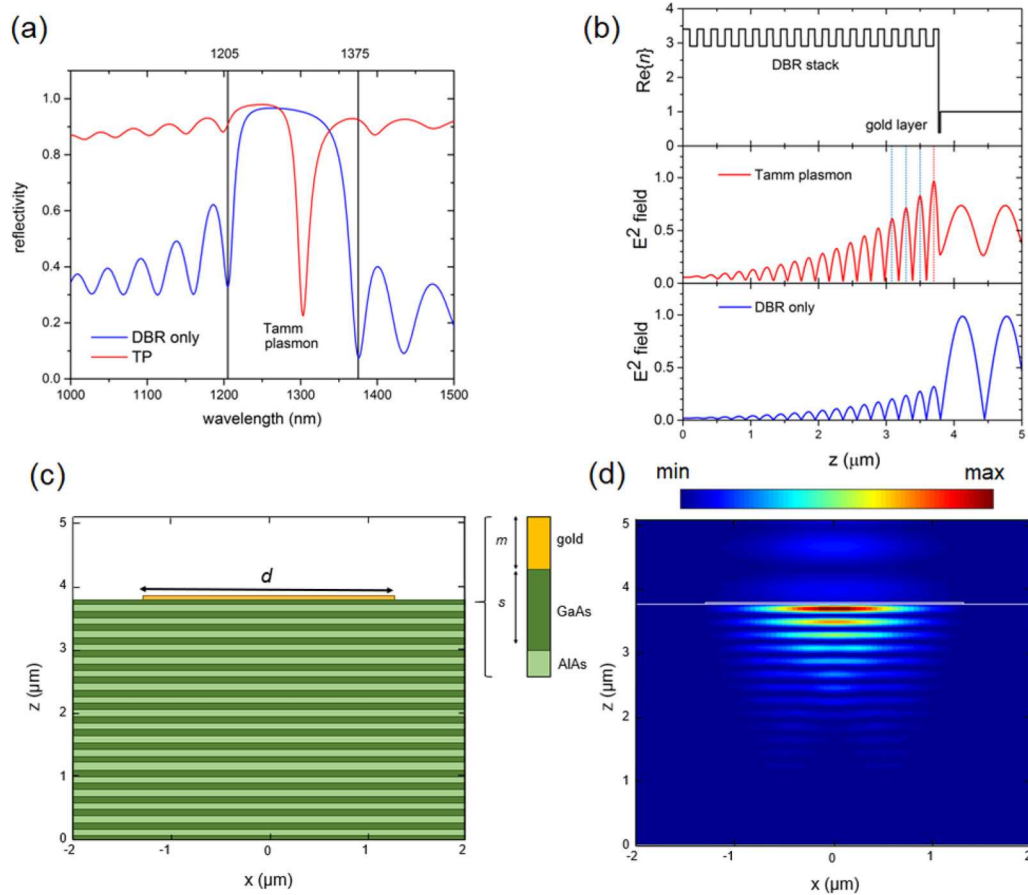 (a)
1205
1375
1.0
0.8
0.6
0.4
0.2
0.0
reflectivity
DBR only
TP
Tamm
plasmon
1000
1100
1200
1300
1400
1500
wavelength (nm)
(b)
4
3
2
1
0
Re{n}
DBR stack
gold layer
1.0
0.5
0.0
E² field
Tamm plasmon
1.0
0.5
0.0
E² field
DBR only
0
1
2
3
4
5
z (μm)
(c)
5
4
3
2
1
0
z (μm)
d
-2
-1
0
1
2
x (μm)
m
s
gold
GaAs
AlAs
(d)
min
max
5
4
3
2
1
0
z (μm)
-2
-1
0
1
2
x (μm)